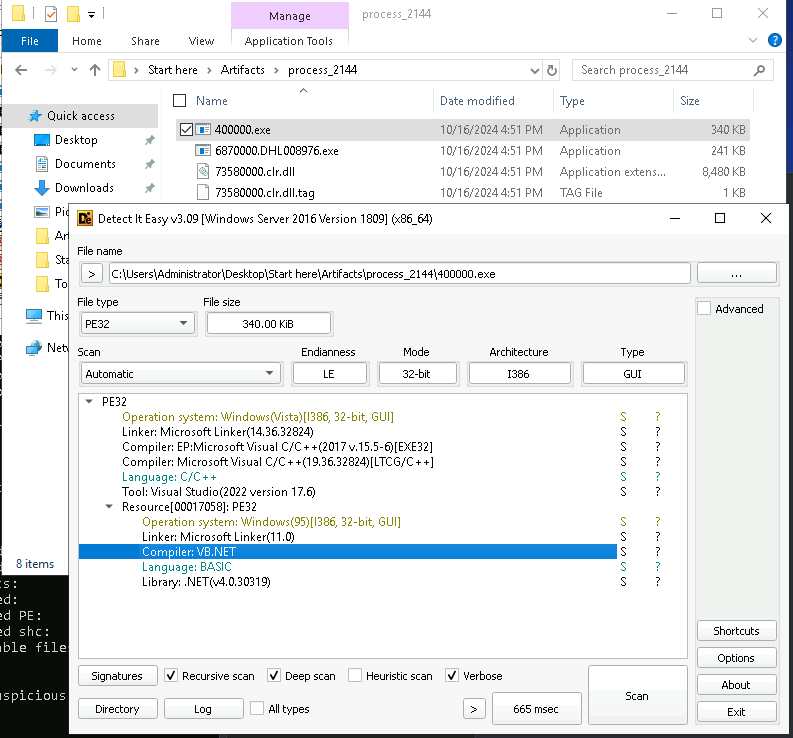 Manage
process_2144
File
Home
Share
View
Application Tools
Start here
Artifacts
process_2144
Search process_2144
Name
Date modified
Type
Size
Quick access
Desktop
Documents
Downloads
400000.exe 10/16/2024 4:51 PM Application 340 KB
6870000.DHL008976.exe 10/16/2024 4:51 PM Application 241 KB
73580000.clr.dll 10/16/2024 4:51 PM Application extens... 8,480 KB
73580000.clr.dll.tag 10/16/2024 4:51 PM TAG File 1 KB
Pic
Art
Sta
To
This
Netw
8 items
Detect It Easy v3.09 [Windows Server 2016 Version 1809] (x86_64)
File name
> C:\Users\Administrator\Desktop\Start here\Artifacts\process_2144\400000.exe ...
File type File size
PE32 340.00 KiB
Advanced
Scan Endianness Mode Architecture Type
Automatic LE 32-bit I386 GUI
PE32
Operation system: Windows(Vista)[I386, 32-bit, GUI] S ?
Linker: Microsoft Linker(14.36.32824) S ?
Compiler: EP:Microsoft Visual C/C++(2017 v.15.5-6)[EXE32] S ?
Compiler: Microsoft Visual C/C++(19.36.32824)[LTCG/C++] S ?
Language: C/C++ S ?
Tool: Visual Studio(2022 version 17.6) S ?
Resource[00017058]: PE32
Operation system: Windows(95)[I386, 32-bit, GUI] S ?
Linker: Microsoft Linker(11.0) S ?
Compiler: VB.NET S ?
Language: BASIC S ?
Library: .NET(v4.0.30319) S ?
Shortcuts
Options
About
Exit
Signatures Recursive scan Deep scan Heuristic scan Verbose
Directory Log All types > 665 msec
Scan
ts:
ed:
ed PE:
ed shc:
able files
uspicious